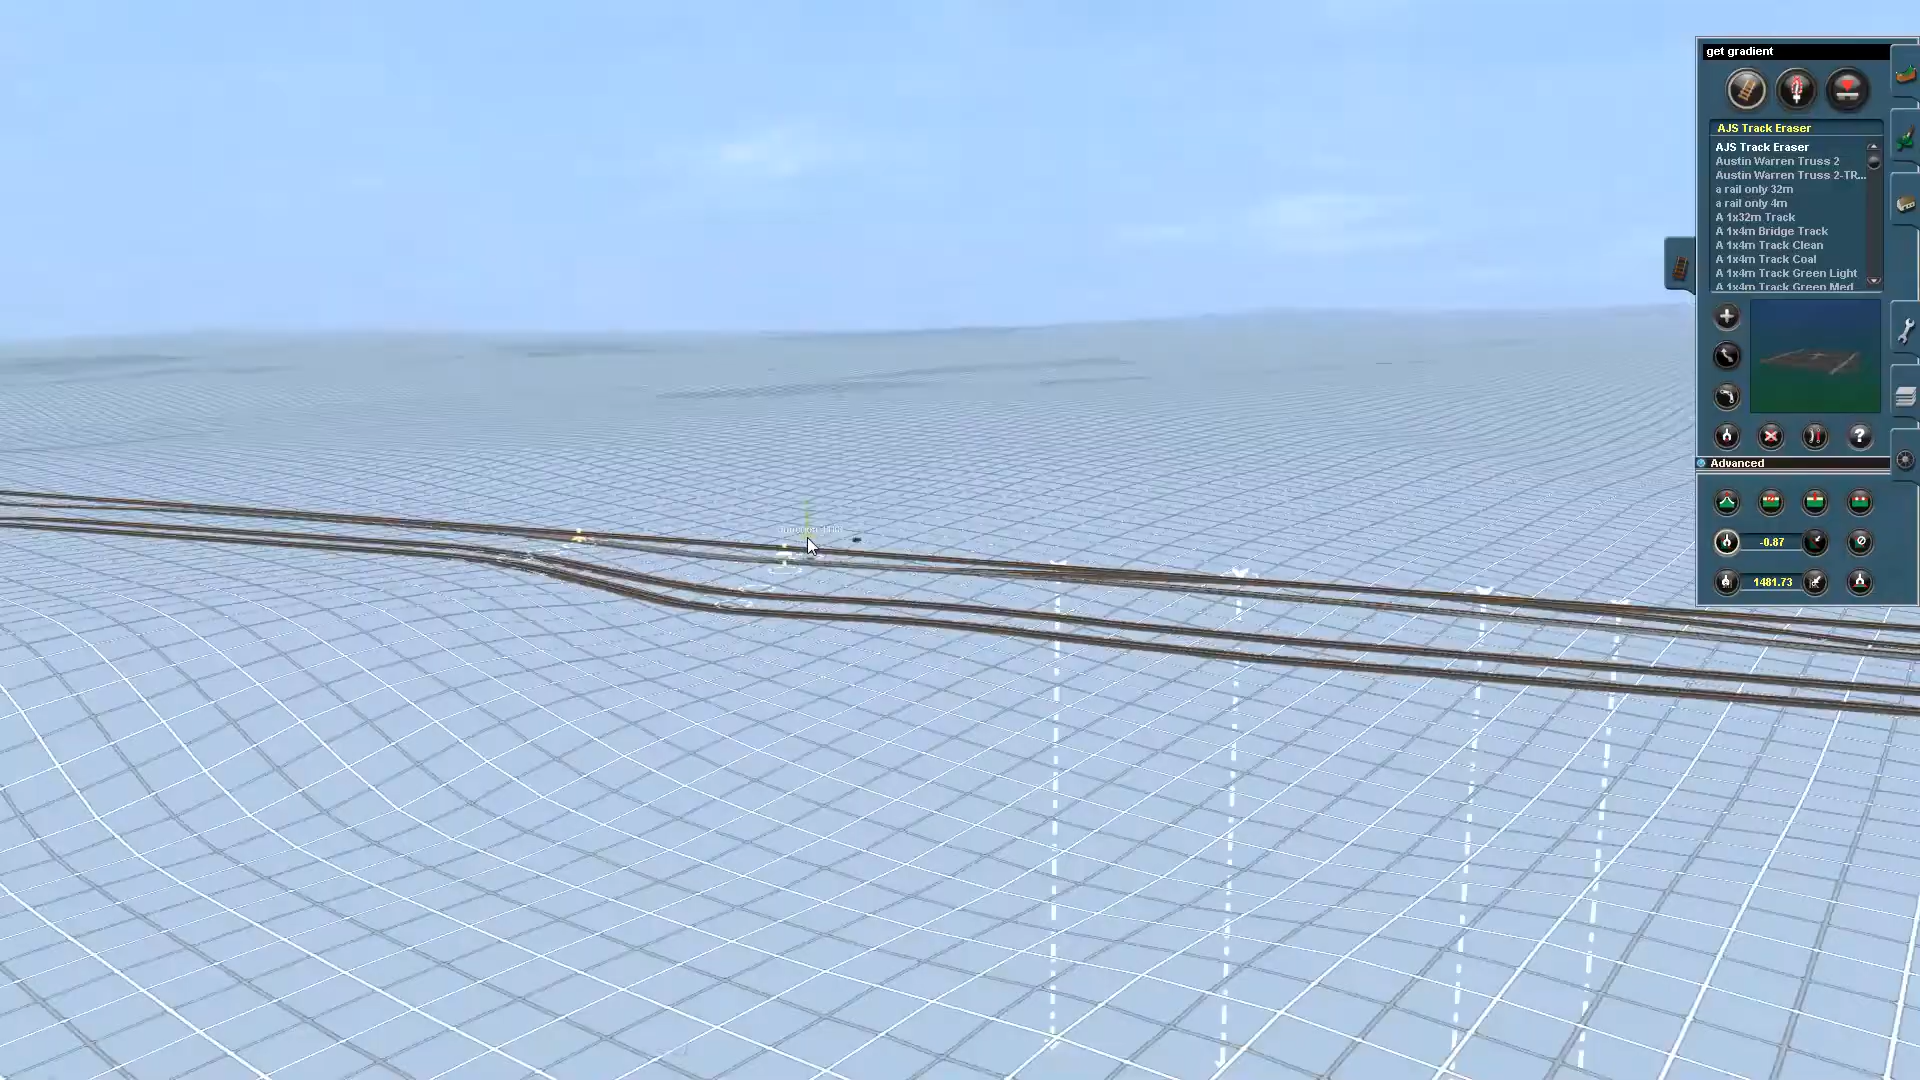 get gradient
AJS Track Eraser
AJS Track Eraser
Austin Warren Truss 2
Austin Warren Truss 2-TR...
a rail only 32m
a rail only 4m
A 1x32m Track
A 1x4m Bridge Track
A 1x4m Track Clean
A 1x4m Track Coal
A 1x4m Track Green Light
A 1x4m Track Green Med
?
Advanced
-0.87
1481.73